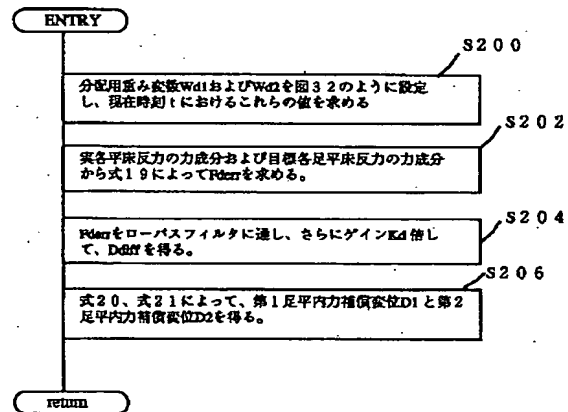 ENTRY
S200
分配用重み変数Wd1およびWd2を図32のように設定
し、現在時刻tにおけるこれらの値を求める
S202
実各平床反力の力成分および目標各足平床反力の力成分
から式19によってFderrを求める。
S204
Fderrをローパスフィルタに通し、さらにゲインKd倍し
て、Ddiffを得る。
S206
式20、式21によって、第1足平内力補償変位D1と第2
足平内力補償変位D2を得る。
return